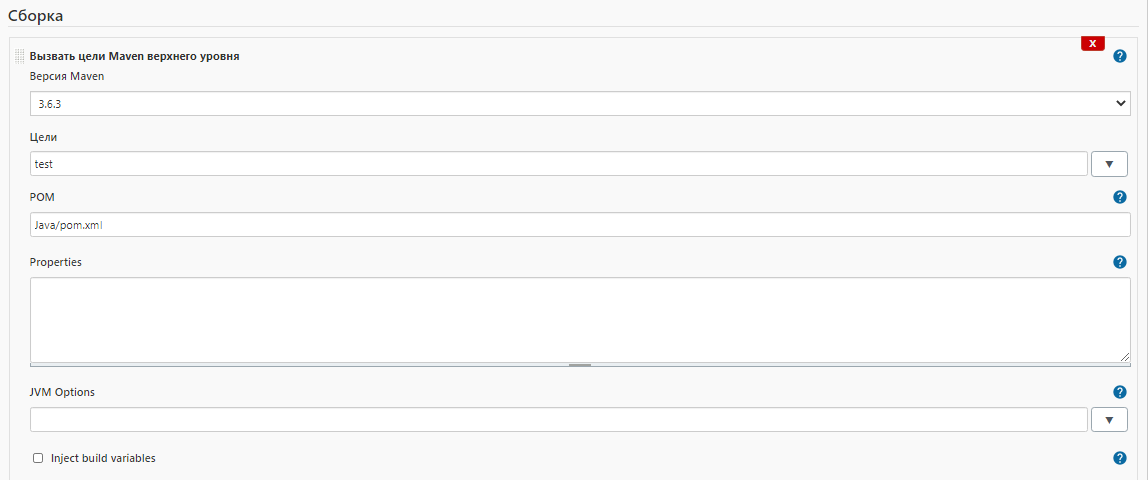 Сборка
X
Вызвать цели Maven верхнего уровня
?
Версия Maven
3.6.3
Цели
test
POM
?
Java/pom.xml
Properties
?
JVM Options
?
Inject build variables
?